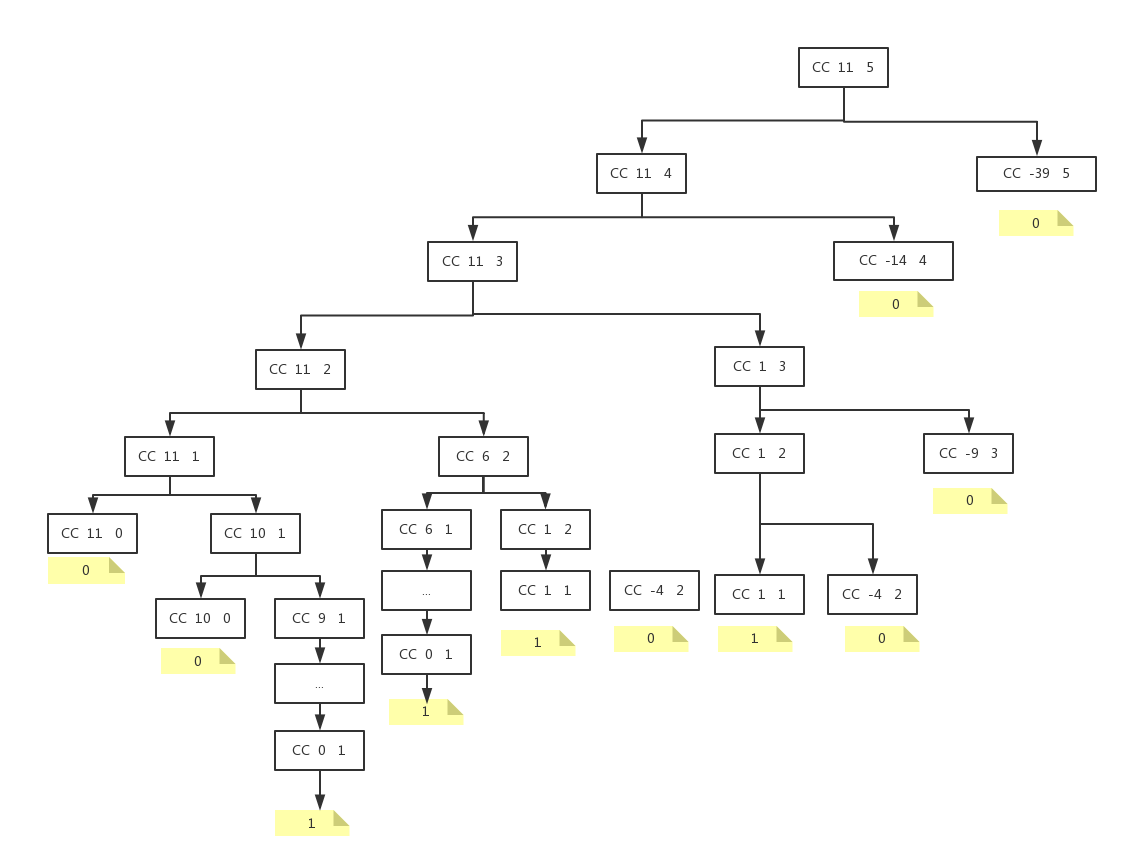 CC 11 5
CC 11 4
CC -39 5
0
CC 11 3
CC -14 4
0
CC 11 2
CC 1 3
CC 11 1
CC 6 2
CC 1 2
CC -9 3
0
CC 11 0
CC 10 1
CC 6 1
CC 1 2
0
CC 10 0
CC 9 1
...
CC 1 1
CC -4 2
CC 1 1
CC -4 2
0
1
0
1
0
...
CC 0 1
1
CC 0 1
1